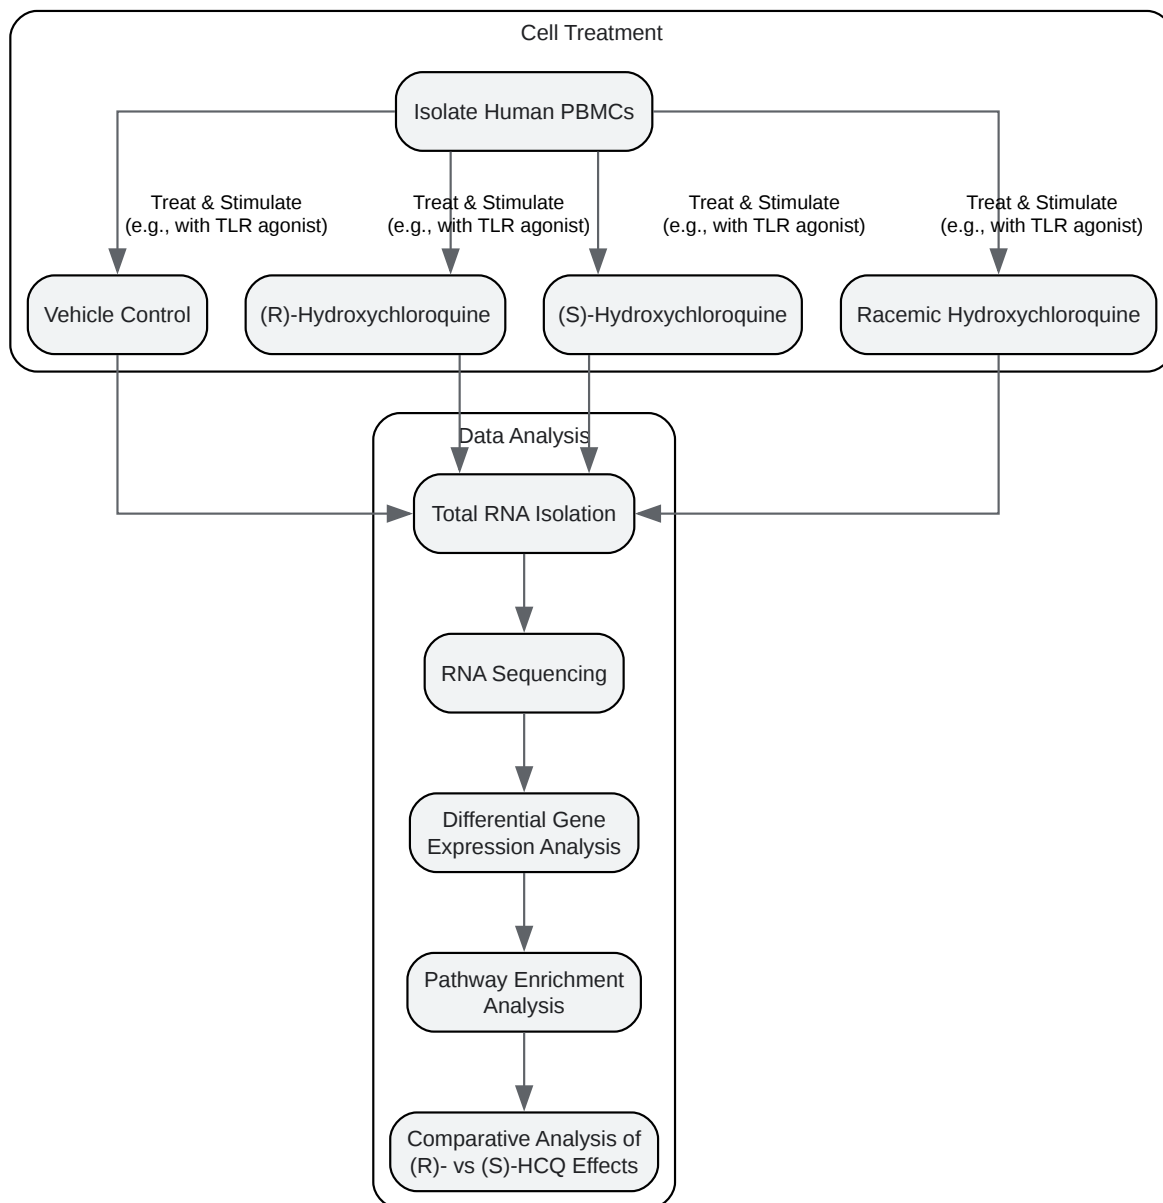 Cell Treatment
Isolate Human PBMCs
Treat & Stimulate
(e.g., with TLR agonist)
Treat & Stimulate
(e.g., with TLR agonist)
Treat & Stimulate
(e.g., with TLR agonist)
Treat & Stimulate
(e.g., with TLR agonist)
Vehicle Control
(R)-Hydroxychloroquine
(S)-Hydroxychloroquine
Racemic Hydroxychloroquine
Data Analysis
Total RNA Isolation
RNA Sequencing
Differential Gene
Expression Analysis
Pathway Enrichment
Analysis
Comparative Analysis of
(R)- vs (S)-HCQ Effects